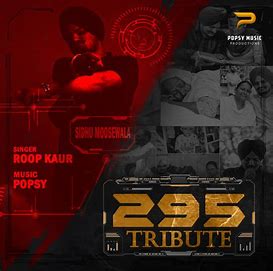 POPSY MUSIC
PRODUCTIONS
SIDHU MOOSEWALA
SINGER
ROOP KAUR
MUSIC
POPSY
295
TRIBUTE